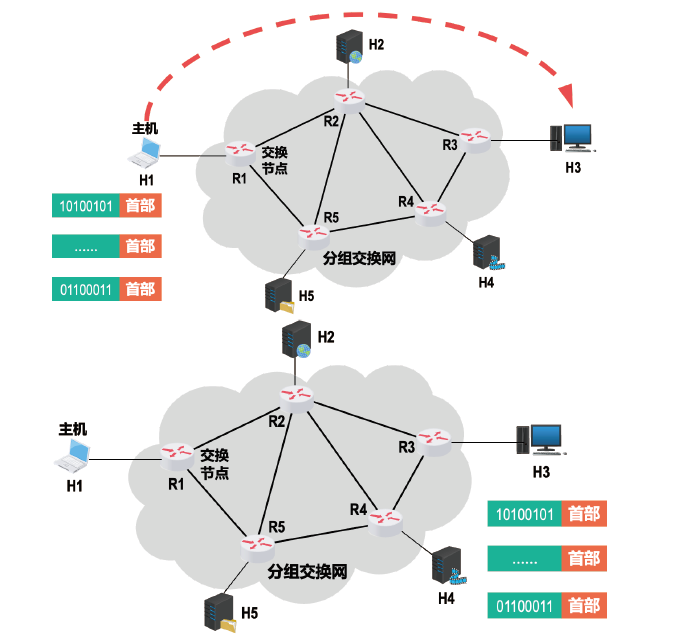 H2
R2
主机
H1
交换
节点
R1
R3
H3
10100101 首部
R4
R5
...... 首部
分组交换网
H4
01100011 首部
H5
H2
R2
主机
H1
交换
节点
R1
R3
H3
R4
10100101 首部
R5
...... 首部
分组交换网
H4
01100011 首部
H5